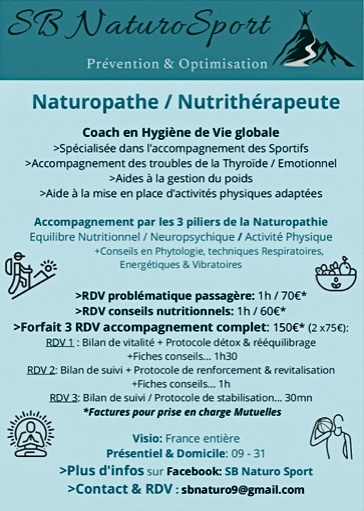 SB NaturoSport
Prévention & Optimisation
Naturopathe / Nutrithérapeute
Coach en Hygiène de Vie globale
>Spécialisée dans l'accompagnement des Sportifs
>Accompagnement des troubles de la Thyroïde / Emotionnel
>Aides à la gestion du poids
>Aide à la mise en place d'activités physiques adaptées
Accompagnement par les 3 piliers de la Naturopathie
Equilibre Nutritionnel / Neuropsychique / Activité Physique
+Conseils en Phytologie, techniques Respiratoires,
Energétiques & Vibratoires
>RDV problématique passagère: 1h / 70€*
>RDV conseils nutritionnels: 1h / 60€*
>Forfait 3 RDV accompagnement complet: 150€* (2 x75€):
RDV 1 : Bilan de vitalité + Protocole détox & rééquilibrage
+Fiches conseils... 1h30
RDV 2: Bilan de suivi + Protocole de renforcement & revitalisation
+Fiches conseils... 1h
RDV 3: Bilan de suivi / Protocole de stabilisation... 30mn
*Factures pour prise en charge Mutuelles
Visio: France entière
Présentiel & Domicile: 09 - 31
>Plus d'infos sur Facebook: SB Naturo Sport
>Contact & RDV : sbnaturo9@gmail.com